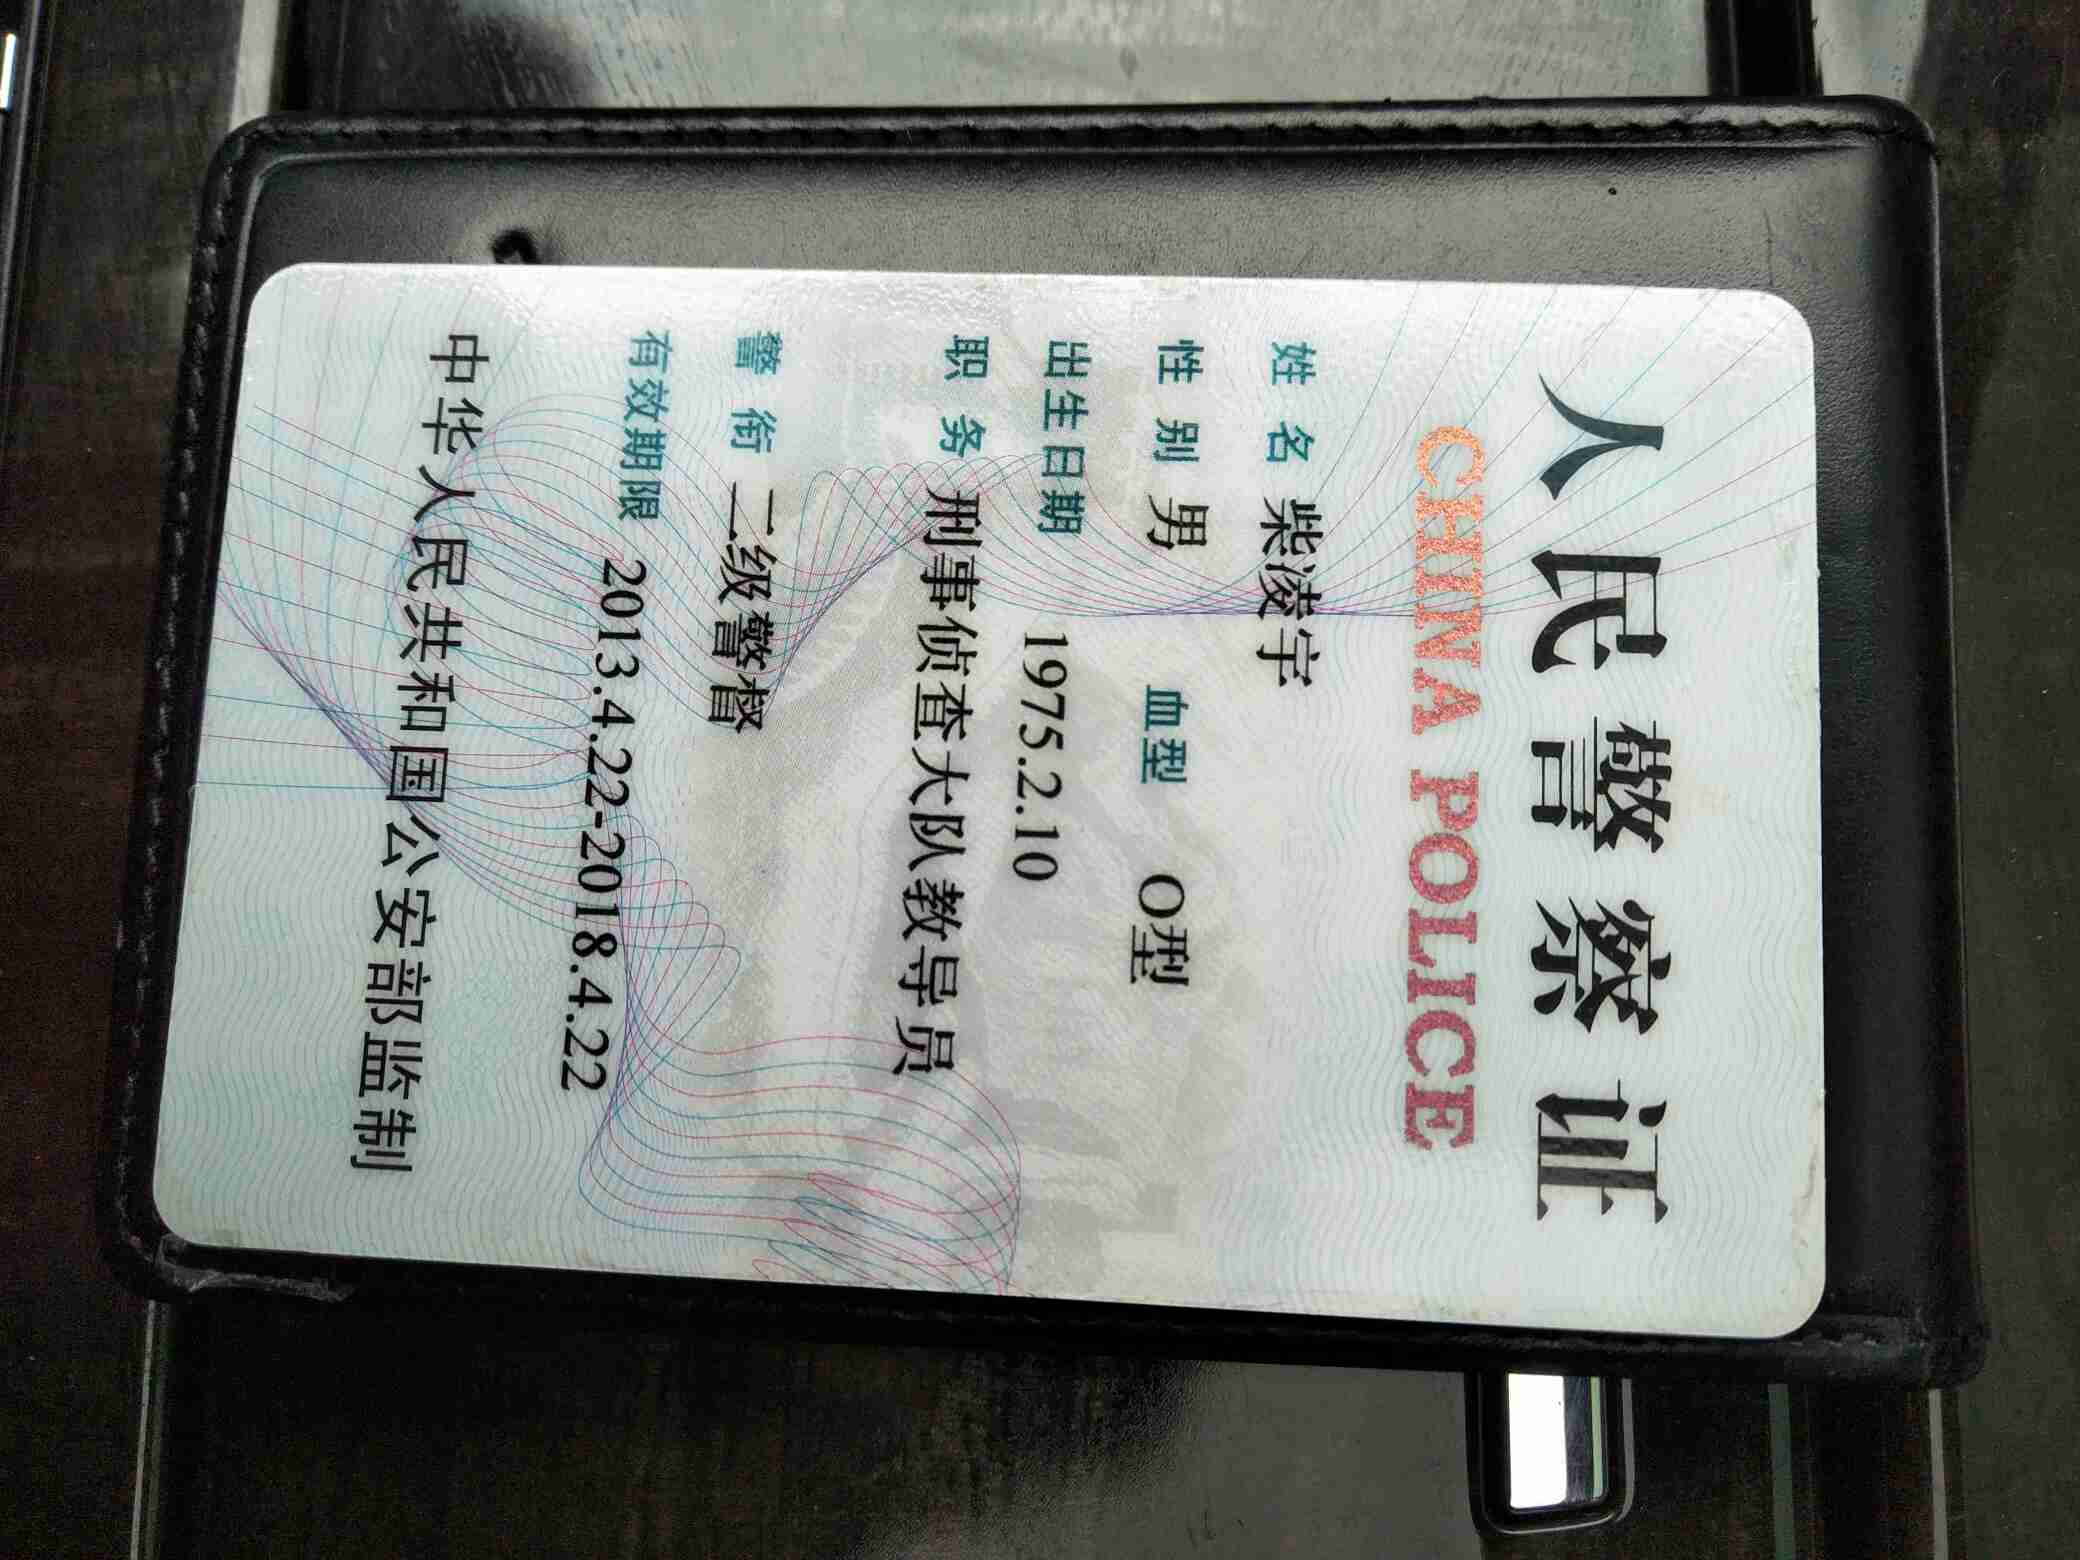 人民警察证
CHINA POLICE
姓名 柴凌宇
性别 男 血型 O型
出生日期 1975.2.10
职务 刑事侦查大队教导员
警衔 二级警督
有效期限 2013.4.22-2018.4.22
中华人民共和国公安部监制